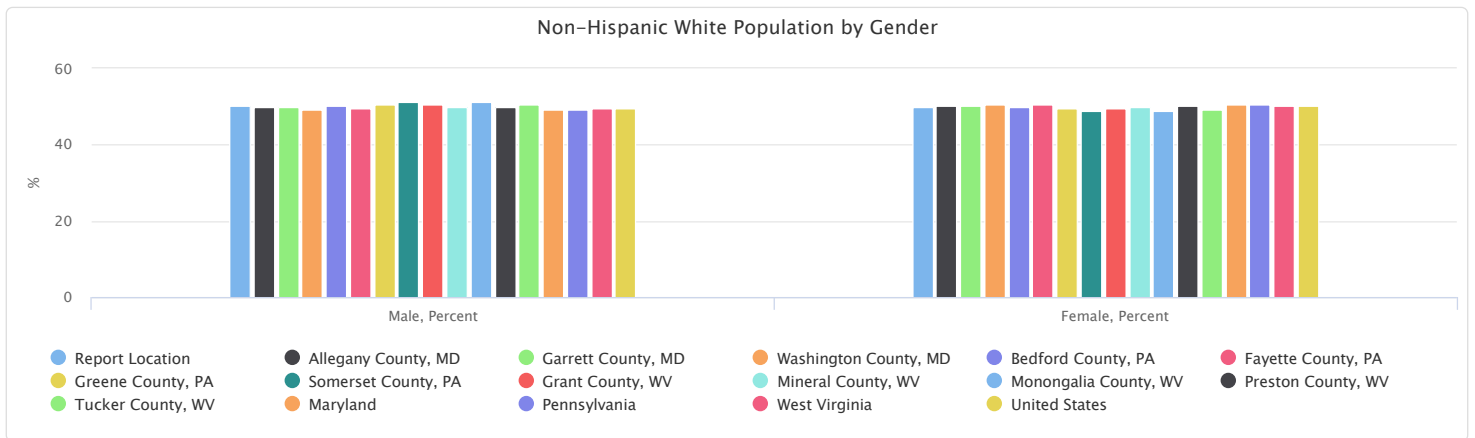 Non-Hispanic White Population by Gender
60
40
%
20
0
Male, Percent Female, Percent
Report Location Allegany County, MD Garrett County, MD Washington County, MD Bedford County, PA Fayette County, PA
Greene County, PA Somerset County, PA Grant County, WV Mineral County, WV Monongalia County, WV Preston County, WV
Tucker County, WV Maryland Pennsylvania West Virginia United States